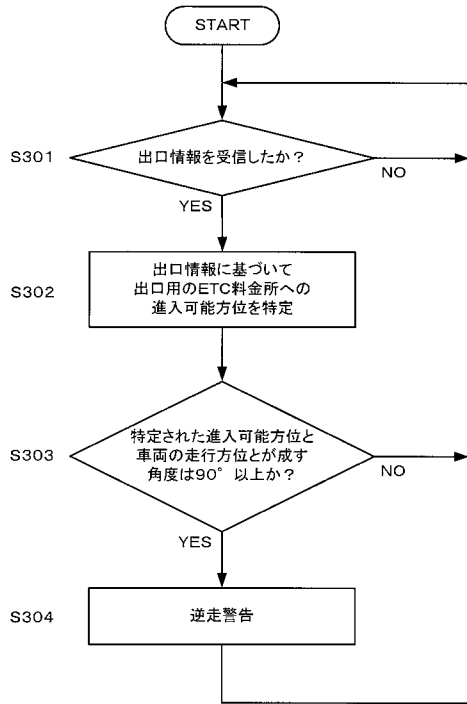 START
S301
出口情報を受信したか？
NO
YES
S302
出口情報に基づいて
出口用のETC料金所への
進入可能方位を特定
S303
特定された進入可能方位と
車両の走行方位とが成す
角度は90°以上か？
NO
YES
S304
逆走警告